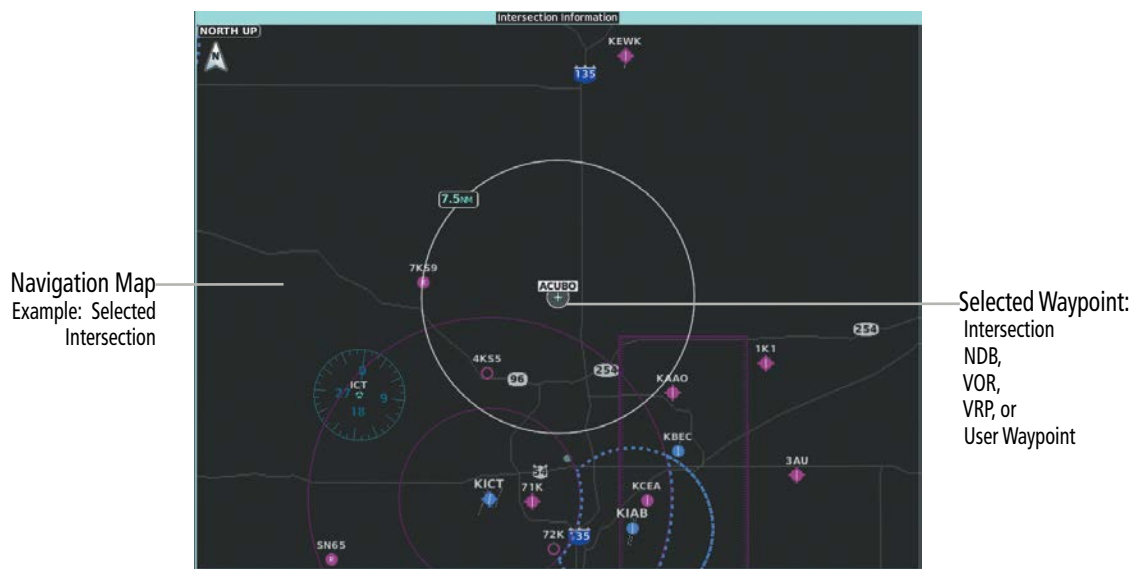 Intersection Information
NORTH UP
N
KEWK
135
7.5NM
7KS9
ACUBO
Navigation Map
Example: Selected
Intersection
Selected Waypoint:
Intersection
NDB,
VOR,
VRP, or
User Waypoint
254
1K1
4KS5
96
254
KAAO
ICT
0
27
9
18
KBEC
3AU
54
KICT
71K
KCEA
KIAB
72K
135
SN65
R